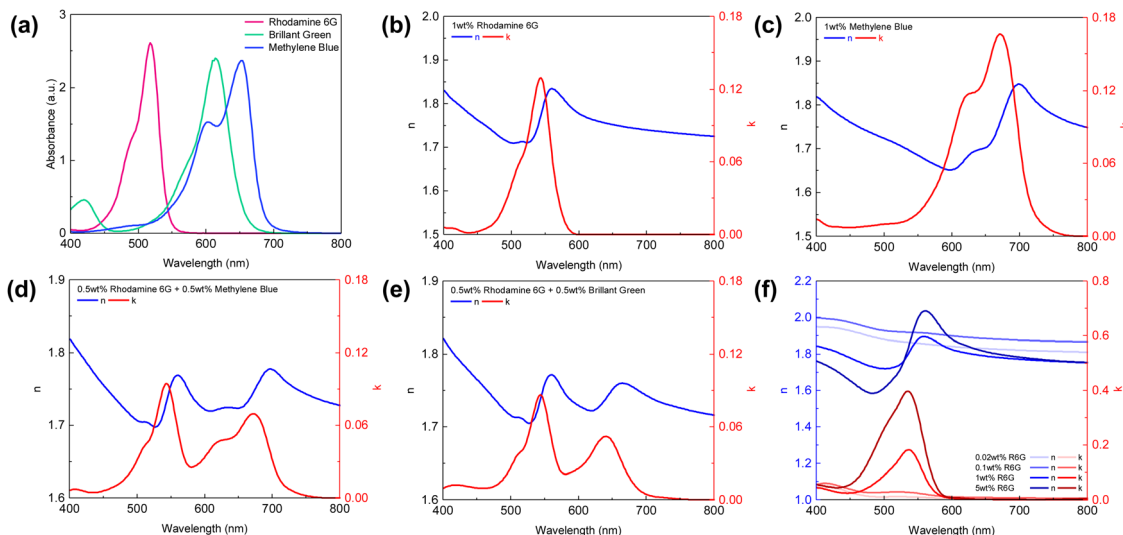 (a)
Rhodamine 6G
Brillant Green
Methylene Blue
3
2
1
0
Absorbance (a.u.)
400 500 600 700 800
Wavelength (nm)
(b)
1wt% Rhodamine 6G
n k
2.0
1.9
1.8
1.7
1.6
1.5
n
0.18
0.12
0.06
0.00
k
400 500 600 700 800
Wavelength (nm)
(c)
1wt% Methylene Blue
n k
2.0
1.9
1.8
1.7
1.6
1.5
n
0.18
0.12
0.06
0.00
k
400 500 600 700 800
Wavelength (nm)
(d)
0.5wt% Rhodamine 6G + 0.5wt% Methylene Blue
n k
1.9
1.8
1.7
1.6
n
0.18
0.12
0.06
0.00
k
400 500 600 700 800
Wavelength (nm)
(e)
0.5wt% Rhodamine 6G + 0.5wt% Brillant Green
n k
1.9
1.8
1.7
1.6
n
0.18
0.12
0.06
0.00
k
400 500 600 700 800
Wavelength (nm)
(f)
2.2
2.0
1.8
1.6
1.4
1.2
1.0
n
0.8
0.6
0.4
0.2
0.0
k
0.02wt% R6G n k
0.1wt% R6G n k
1wt% R6G n k
5wt% R6G n k
400 500 600 700 800
Wavelength (nm)